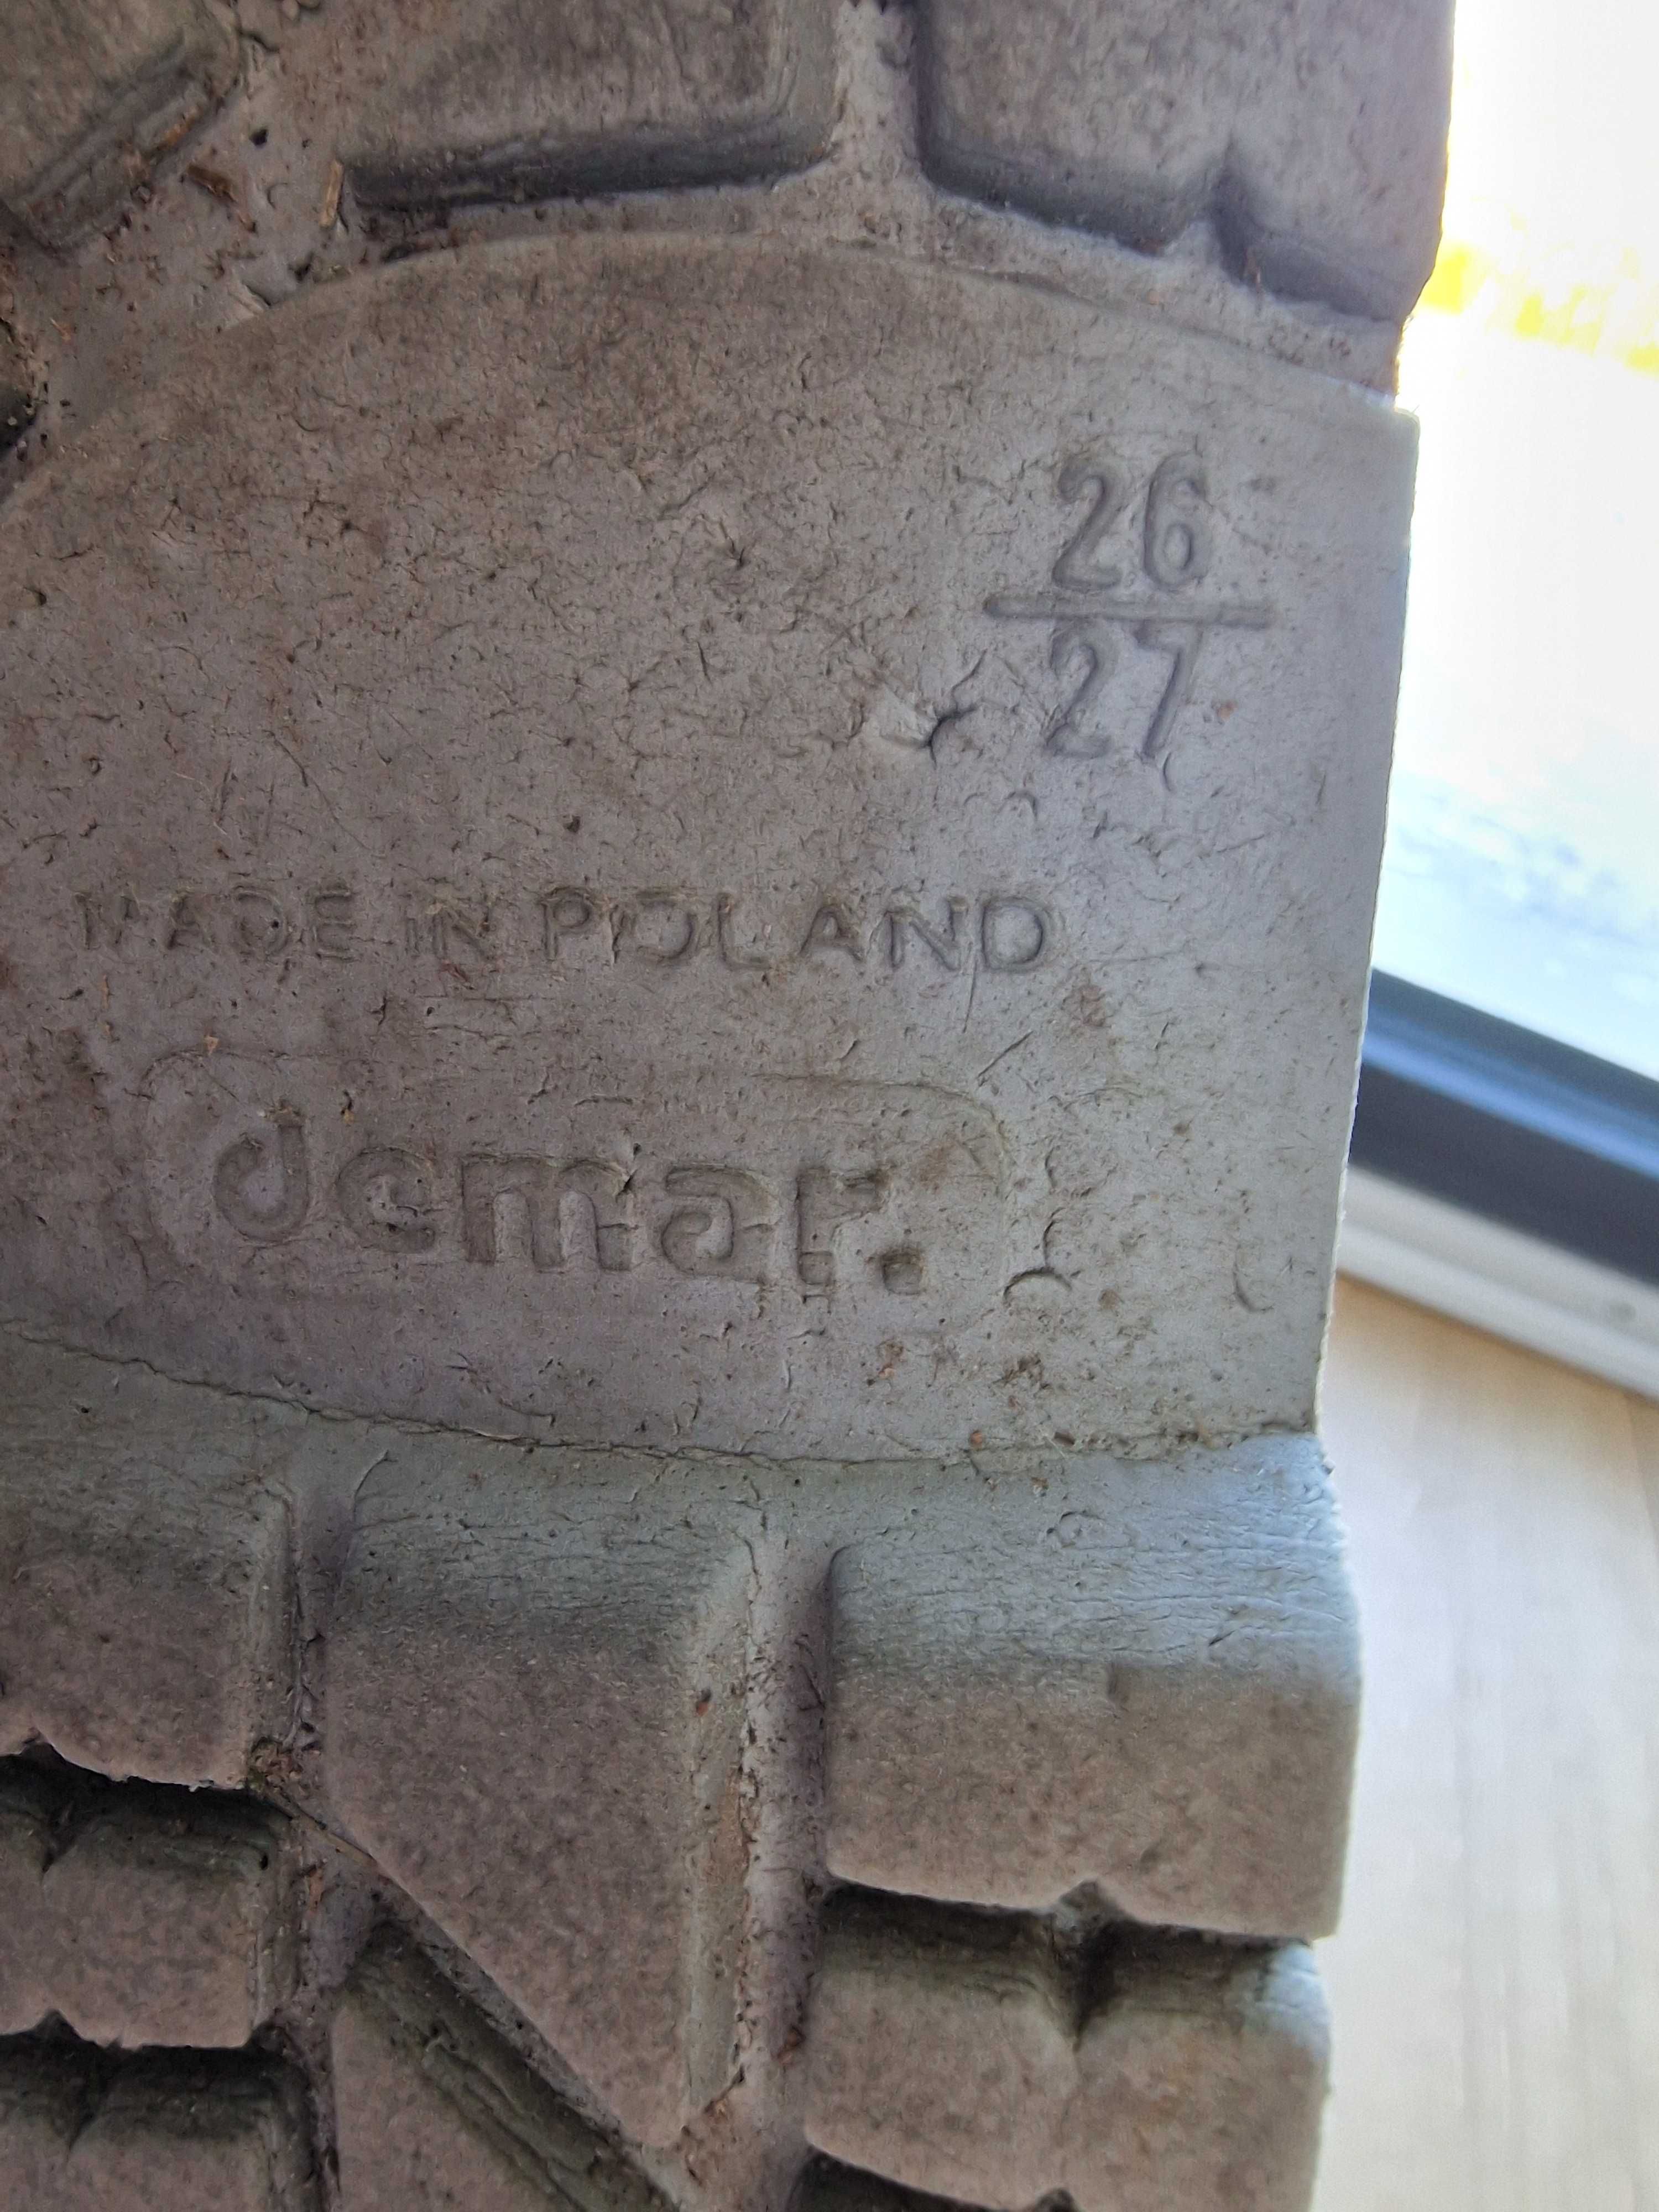 26
27
MADE IN POLAND
demar.